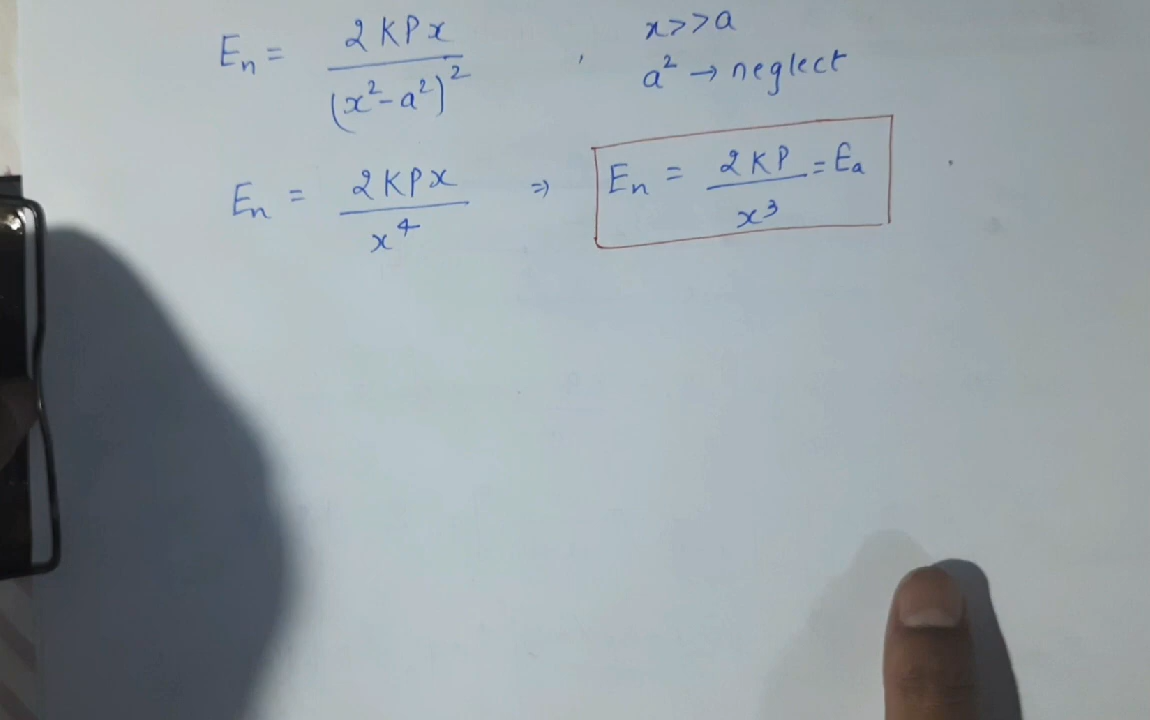 Eₙ = 2KPx / (x² - a²)² , x>>a
a² → neglect
Eₙ = 2KPx / x⁴ ⇒ Eₙ = 2KP / x³ = Eₐ